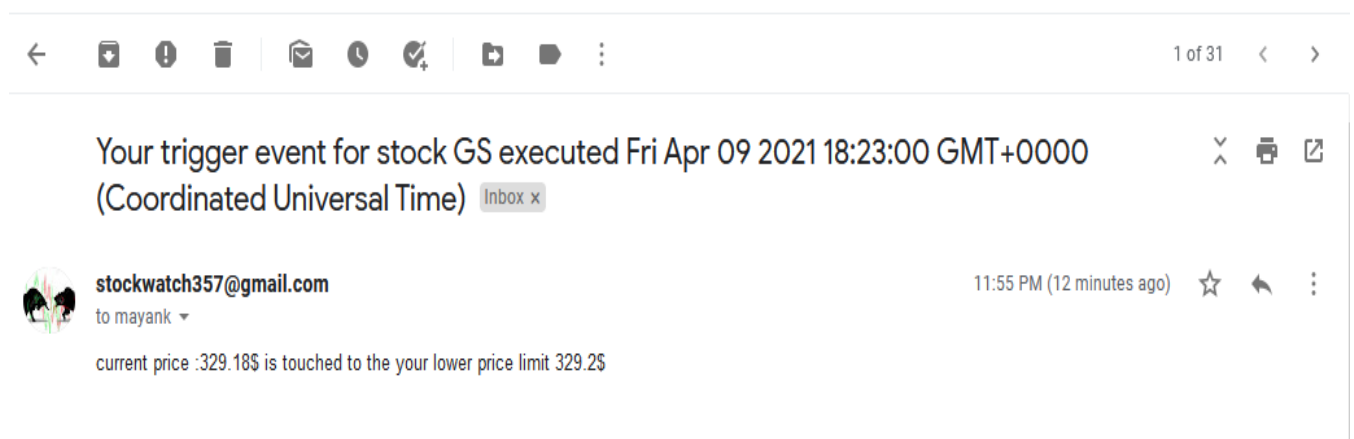 1 of 31
Your trigger event for stock GS executed Fri Apr 09 2021 18:23:00 GMT+0000
(Coordinated Universal Time) Inbox x
stockwatch357@gmail.com 11:55 PM (12 minutes ago)
to mayank
current price :329.18$ is touched to the your lower price limit 329.2$